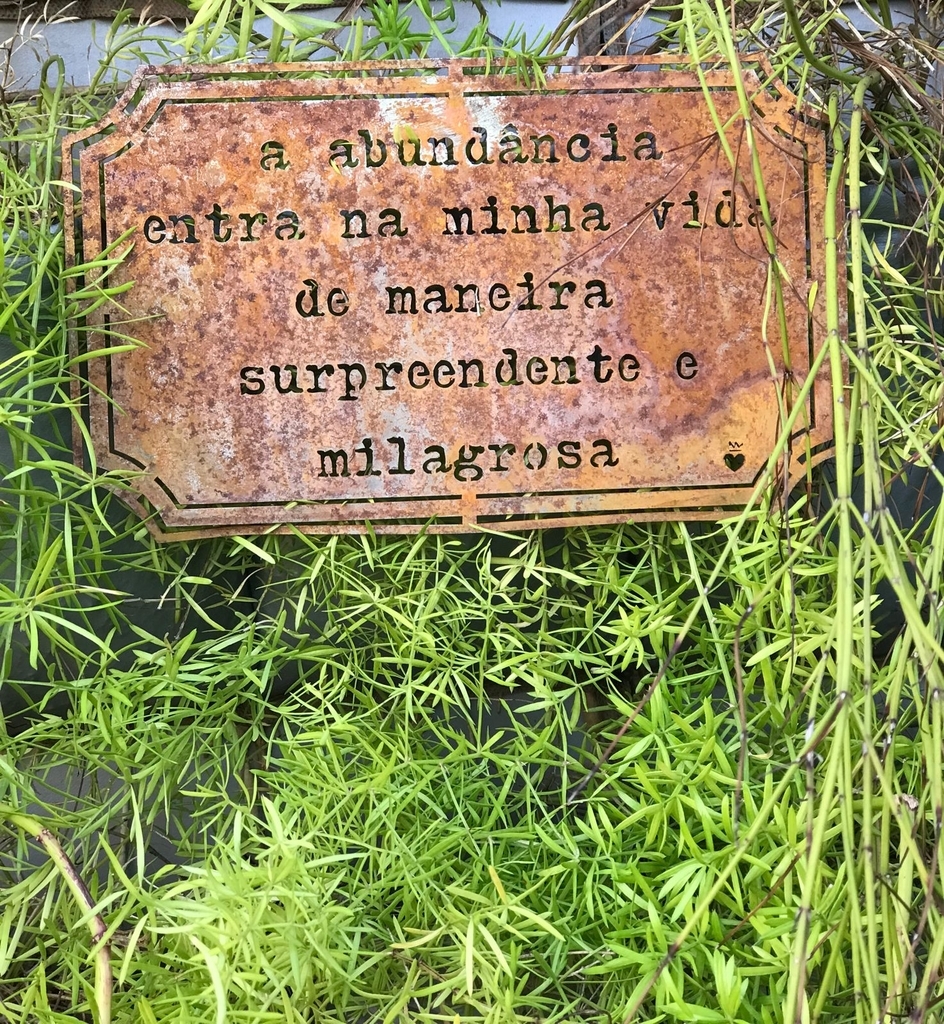 a abundância
entra na minha vida
de maneira
surpreendente e
milagrosa